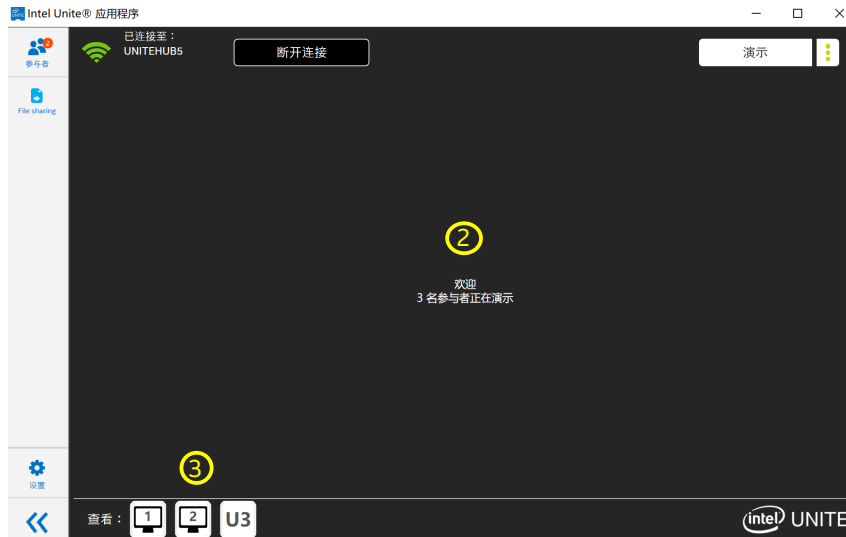 Intel Unite® 应用程序
2
参与者
已连接至：
UNITEHUB5
断开连接
演示
File sharing
2
欢迎
3 名参与者正在演示
3
设置
查看：
1
2
U3
intel UNITE